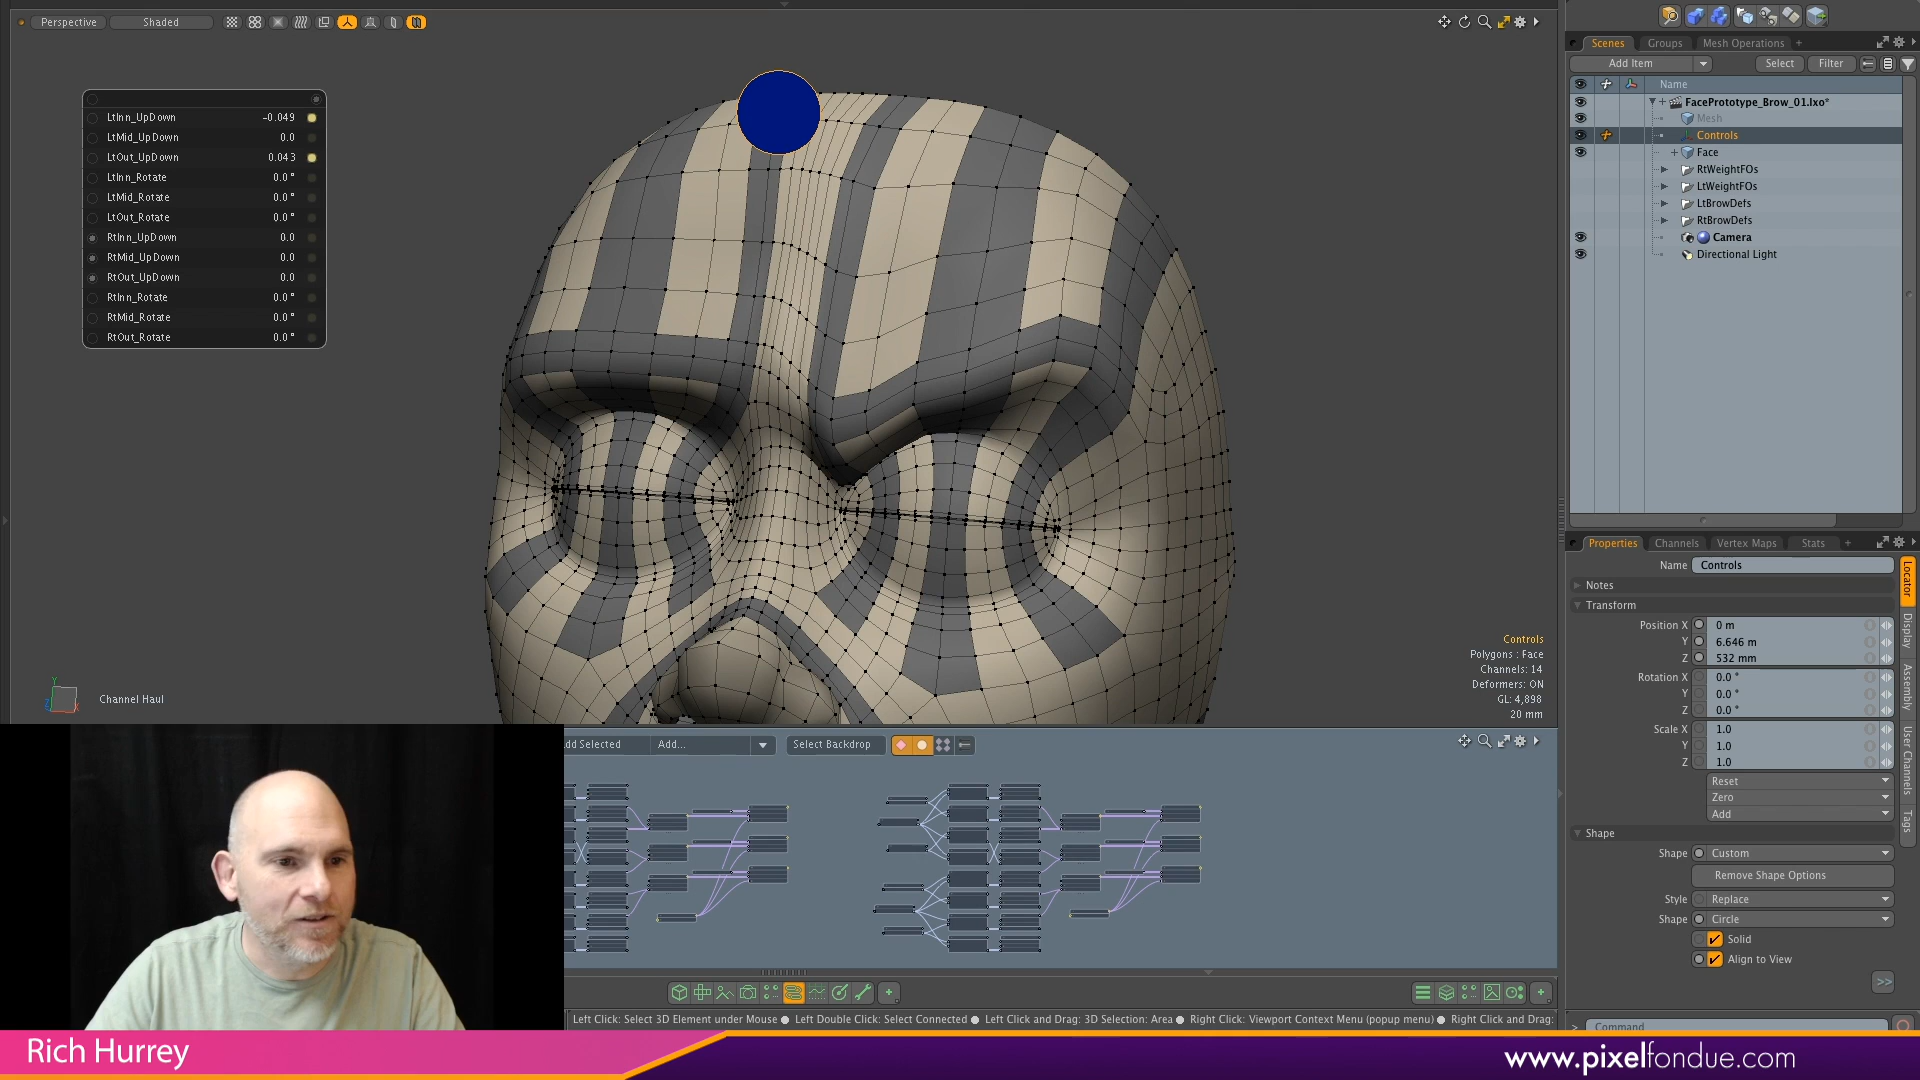 Perspective
Shaded
LtInn_UpDown -0.049
LtMid_UpDown 0.0
LtOut_UpDown 0.043
LtInn_Rotate 0.0 °
LtMid_Rotate 0.0 °
LtOut_Rotate 0.0 °
RtInn_UpDown 0.0
RtMid_UpDown 0.0
RtOut_UpDown 0.0
RtInn_Rotate 0.0 °
RtMid_Rotate 0.0 °
RtOut_Rotate 0.0 °
Controls
Polygons : Face
Channels: 14
Deformers: ON
GL: 4,898
20 mm
Y
Z
X
Channel Haul
dd Selected
Add...
Select Backdrop
Left Click: Select 3D Element under Mouse ● Left Double Click: Select Connected ● Left Click and Drag: 3D Selection: Area ● Right Click: Viewport Context Menu (popup menu) ● Right Click and Drag:
Scenes Groups Mesh Operations +
Add Item Select Filter
Name
FacePrototype_Brow_01.lxo*
Mesh
Controls
Face
RtWeightFOs
LtWeightFOs
LtBrowDefs
RtBrowDefs
Camera
Directional Light
Properties Channels Vertex Maps Stats +
Name Controls
Notes
Transform
Position X 0 m
Y 6.646 m
Z 532 mm
Rotation X 0.0 °
Y 0.0 °
Z 0.0 °
Scale X 1.0
Y 1.0
Z 1.0
Reset
Zero
Add
Shape
Shape Custom
Remove Shape Options
Style Replace
Shape Circle
Solid
Align to View
>>
Locator
Display
Assembly
User Channels
Tags
> Command
Rich Hurrey
www.pixelfondue.com